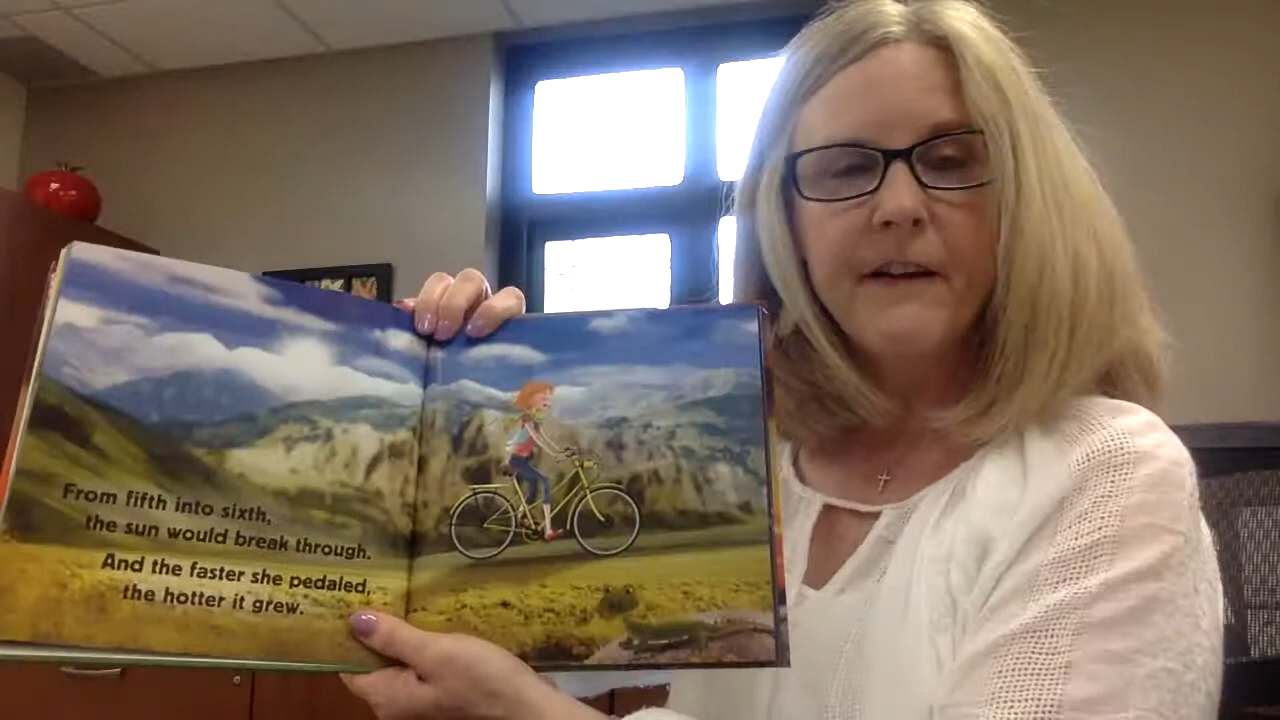 From fifth into sixth,
the sun would break through.
And the faster she pedaled,
the hotter it grew.